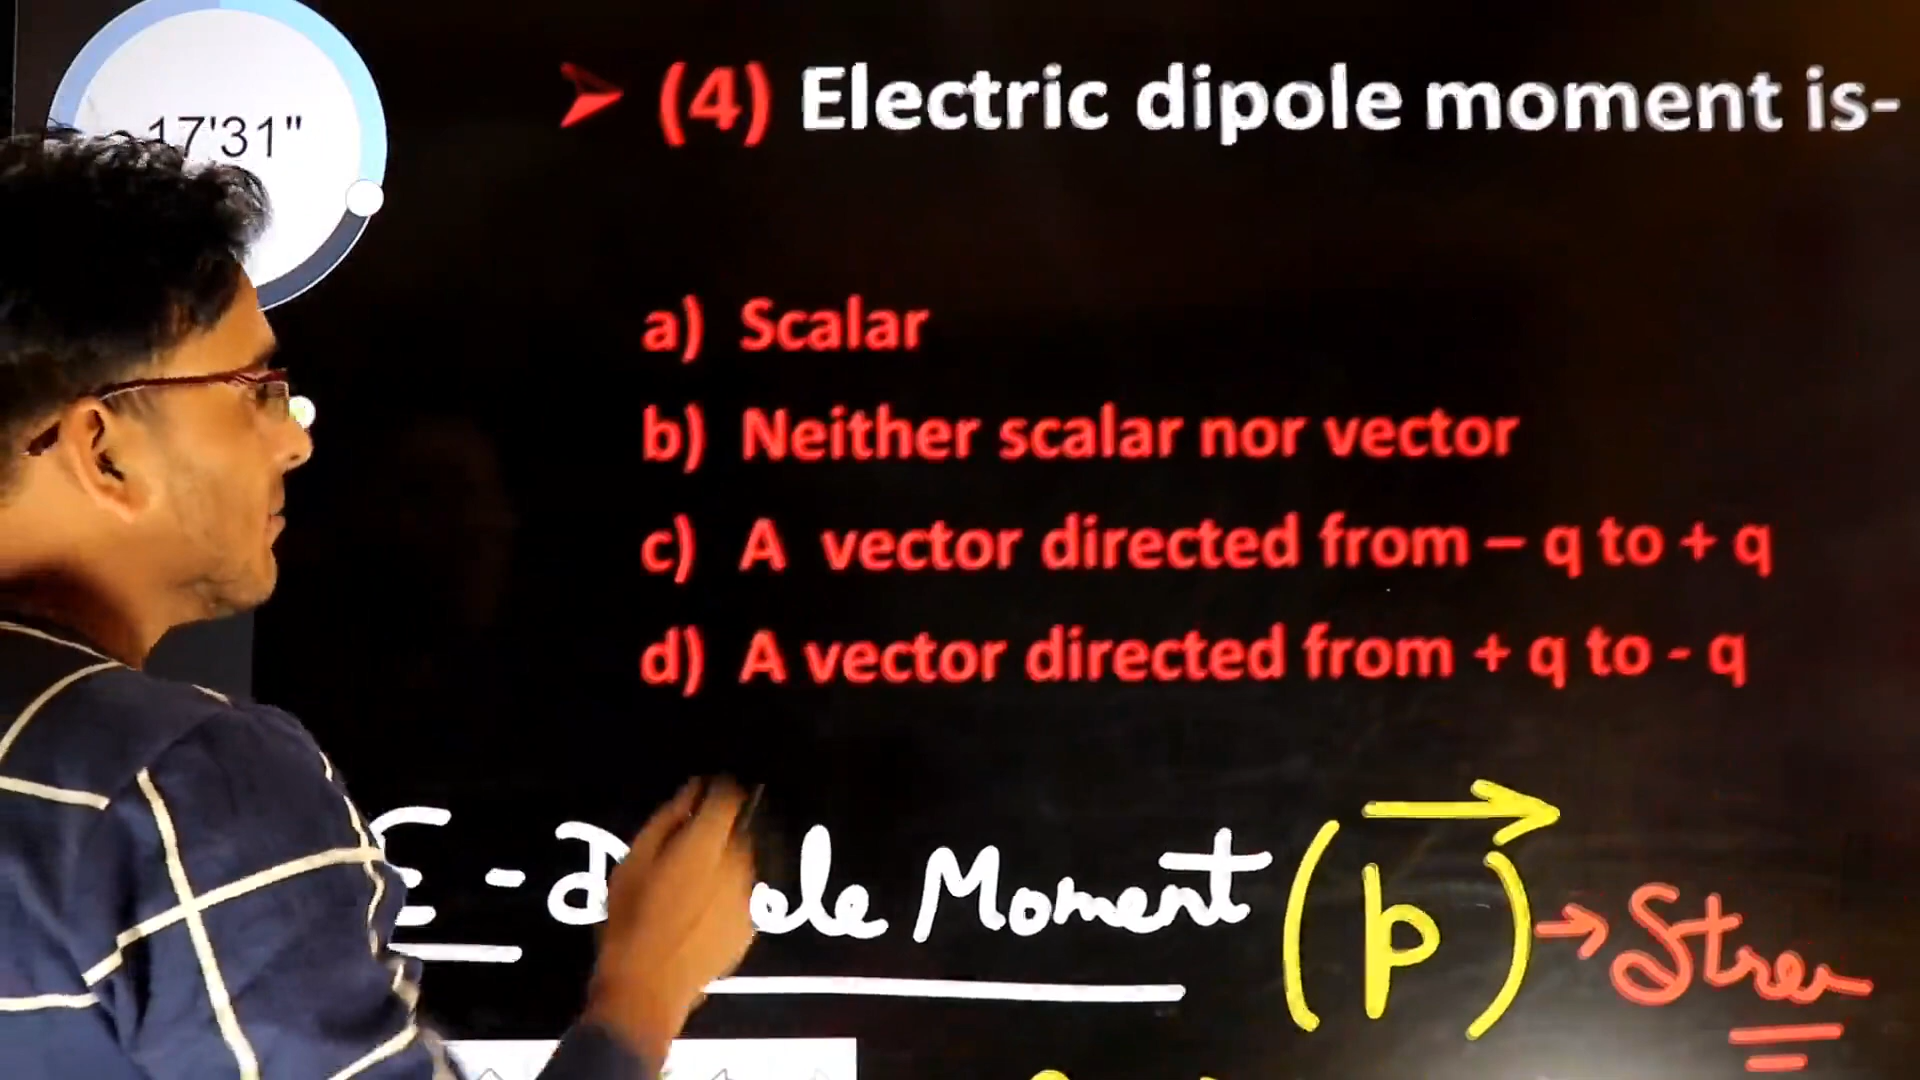 17'31"
➢ (4) Electric dipole moment is-
a) Scalar
b) Neither scalar nor vector
c) A vector directed from – q to + q
d) A vector directed from + q to - q
Moment (p) →